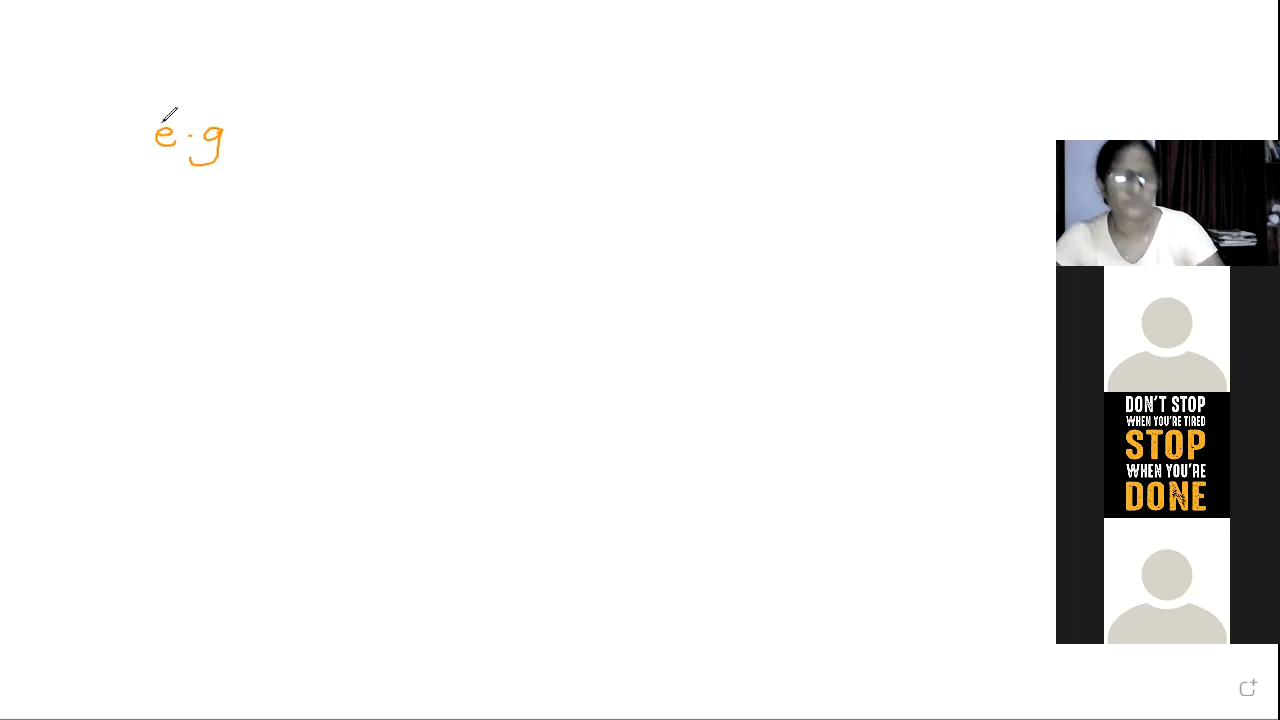 e.g
DON'T STOP
WHEN YOU'RE TIRED
STOP
WHEN YOU'RE
DONE